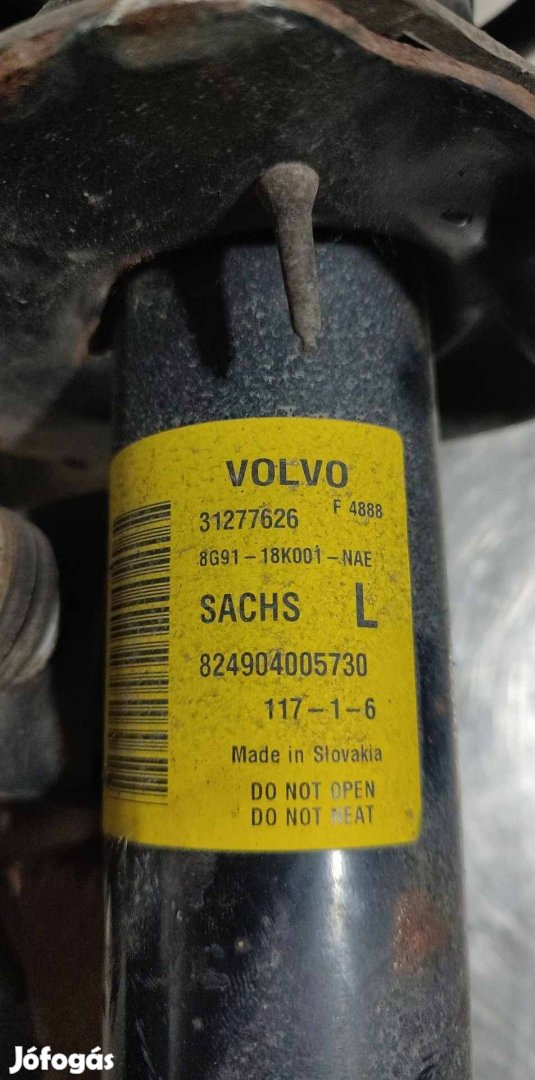 VOLVO
31277626 F 4888
8G91-18K001-NAE
SACHS L
824904005730
117-1-6
Made in Slovakia
DO NOT OPEN
DO NOT HEAT
Jófogás